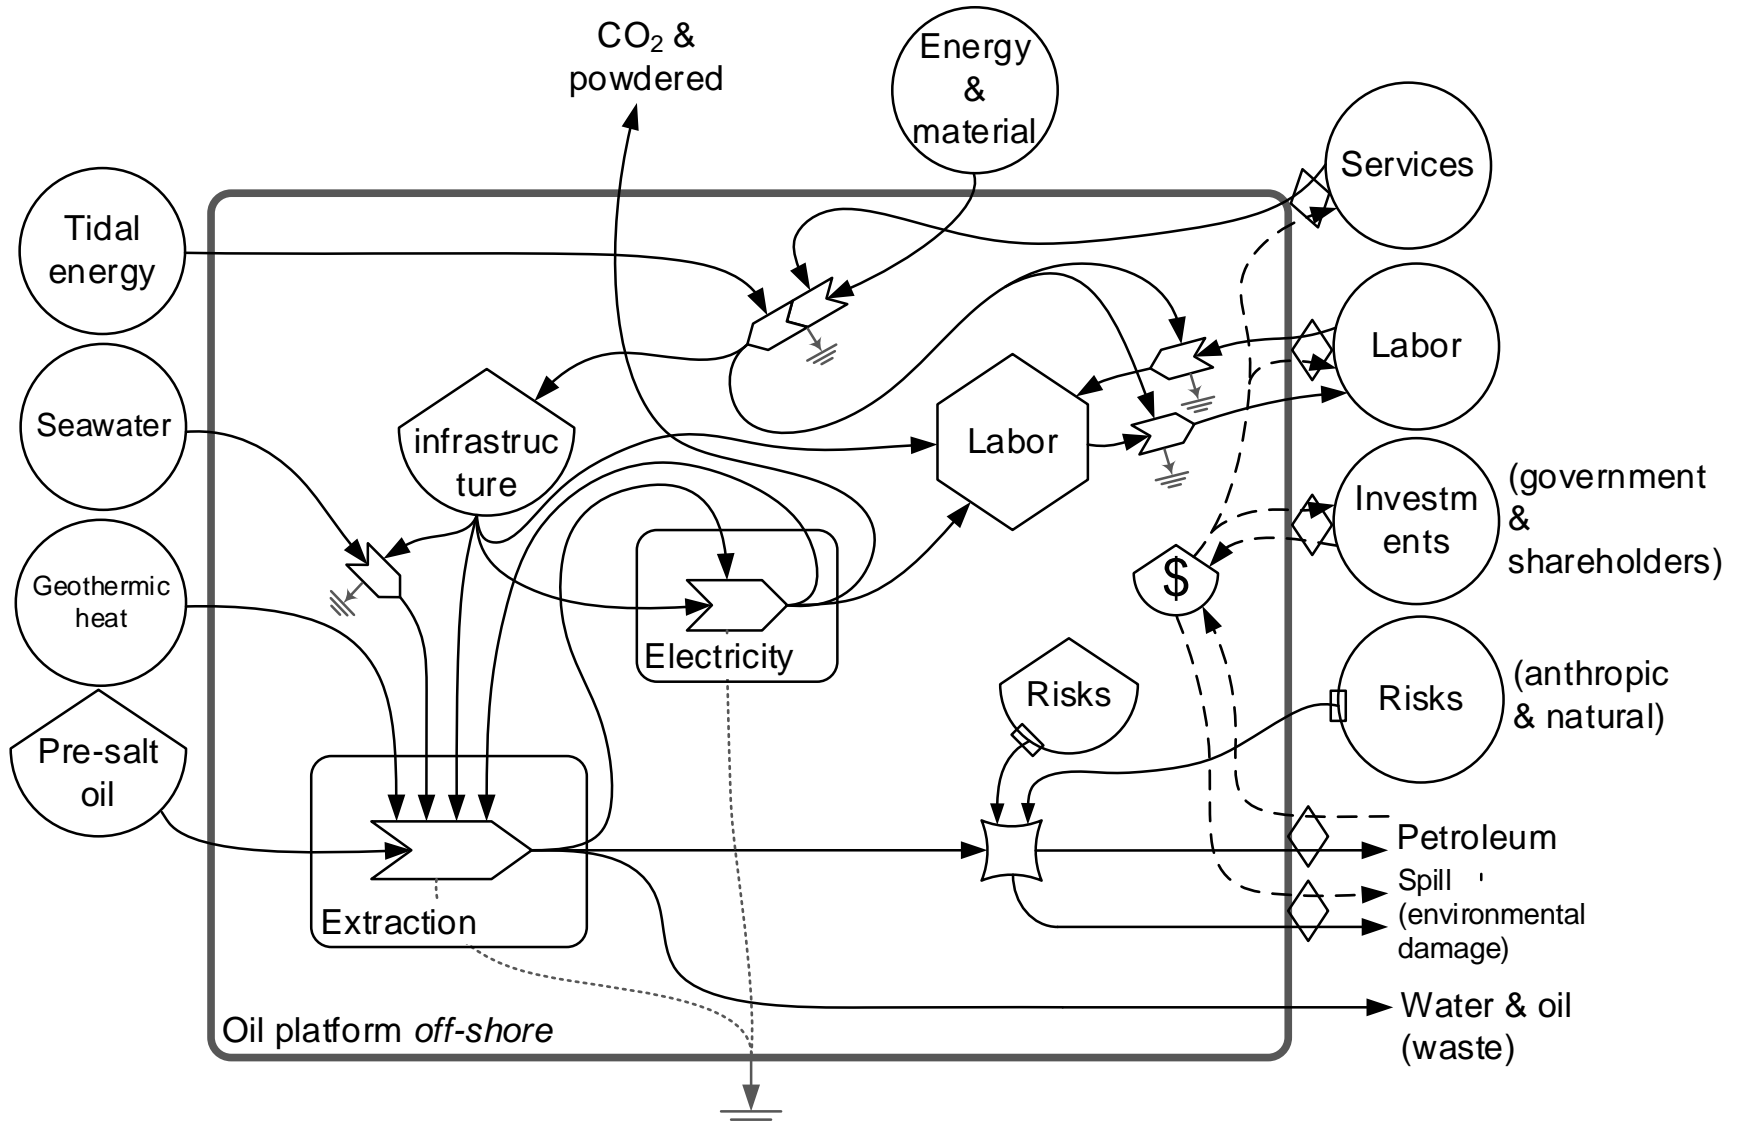 CO2 &
powdered
Energy
&
material
Services
Tidal
energy
Labor
Seawater
infrastruc
ture
Labor
Investm
ents
(government
&
shareholders)
Geothermic
heat
$
Electricity
Risks
Risks
(anthropic
& natural)
Pre-salt
oil
Petroleum
Spill '
(environmental
damage)
Extraction
Water & oil
(waste)
Oil platform off-shore